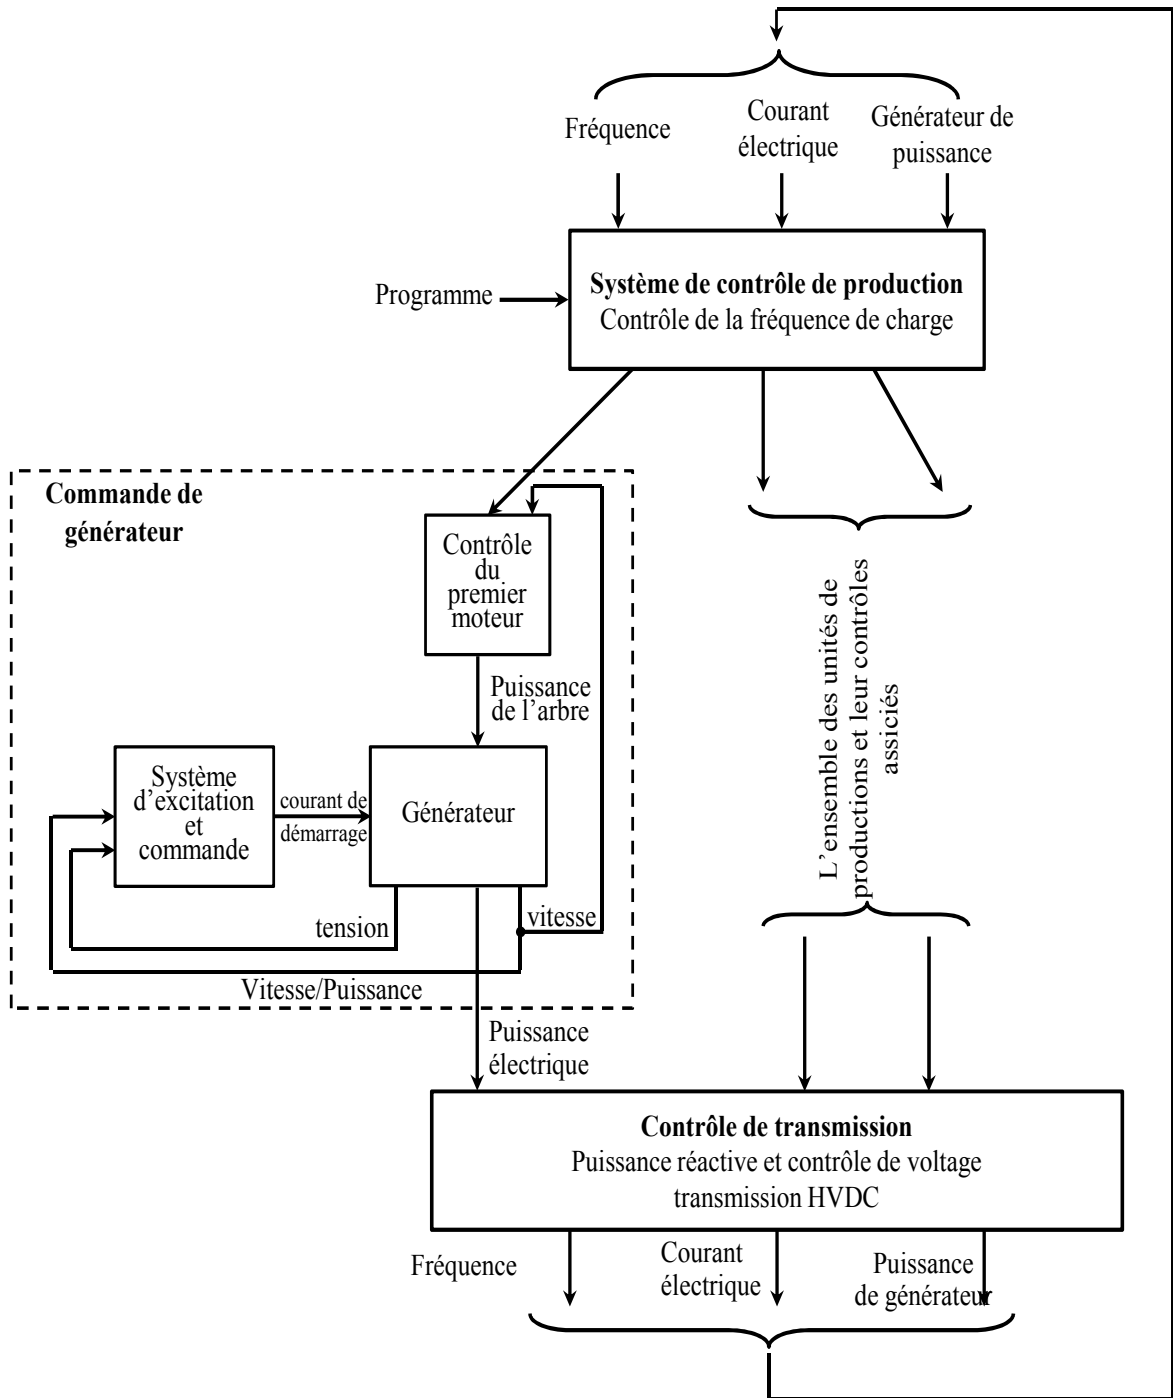 Fréquence
Courant
électrique
Générateur de
puissance
Programme
Système de contrôle de production
Contrôle de la fréquence de charge
Commande de
générateur
Contrôle
du
premier
moteur
Puissance
de l'arbre
Système
d'excitation
et
commande
courant de
démarrage
Générateur
tension
vitesse
Vitesse/Puissance
L'ensemble des unités de
productions et leur contrôles
assiciés
Puissance
électrique
Contrôle de transmission
Puissance réactive et contrôle de voltage
transmission HVDC
Fréquence
Courant
électrique
Puissance
de générateur